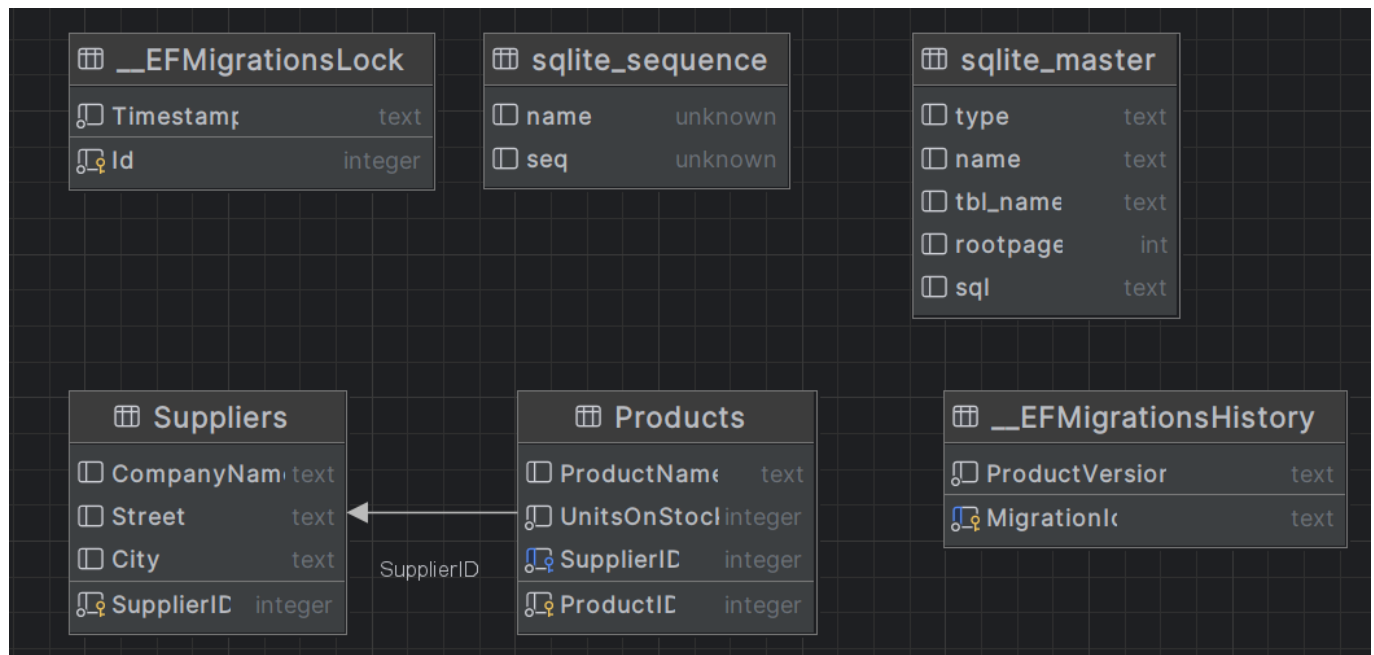 __EFMigrationsLock
Timestamp text
Id integer
sqlite_sequence
name unknown
seq unknown
sqlite_master
type text
name text
tbl_name text
rootpage int
sql text
Suppliers
CompanyNam text
Street text
City text
SupplierID integer
SupplierID
Products
ProductName text
UnitsOnStock integer
SupplierID integer
ProductID integer
__EFMigrationsHistory
ProductVersion text
MigrationId text